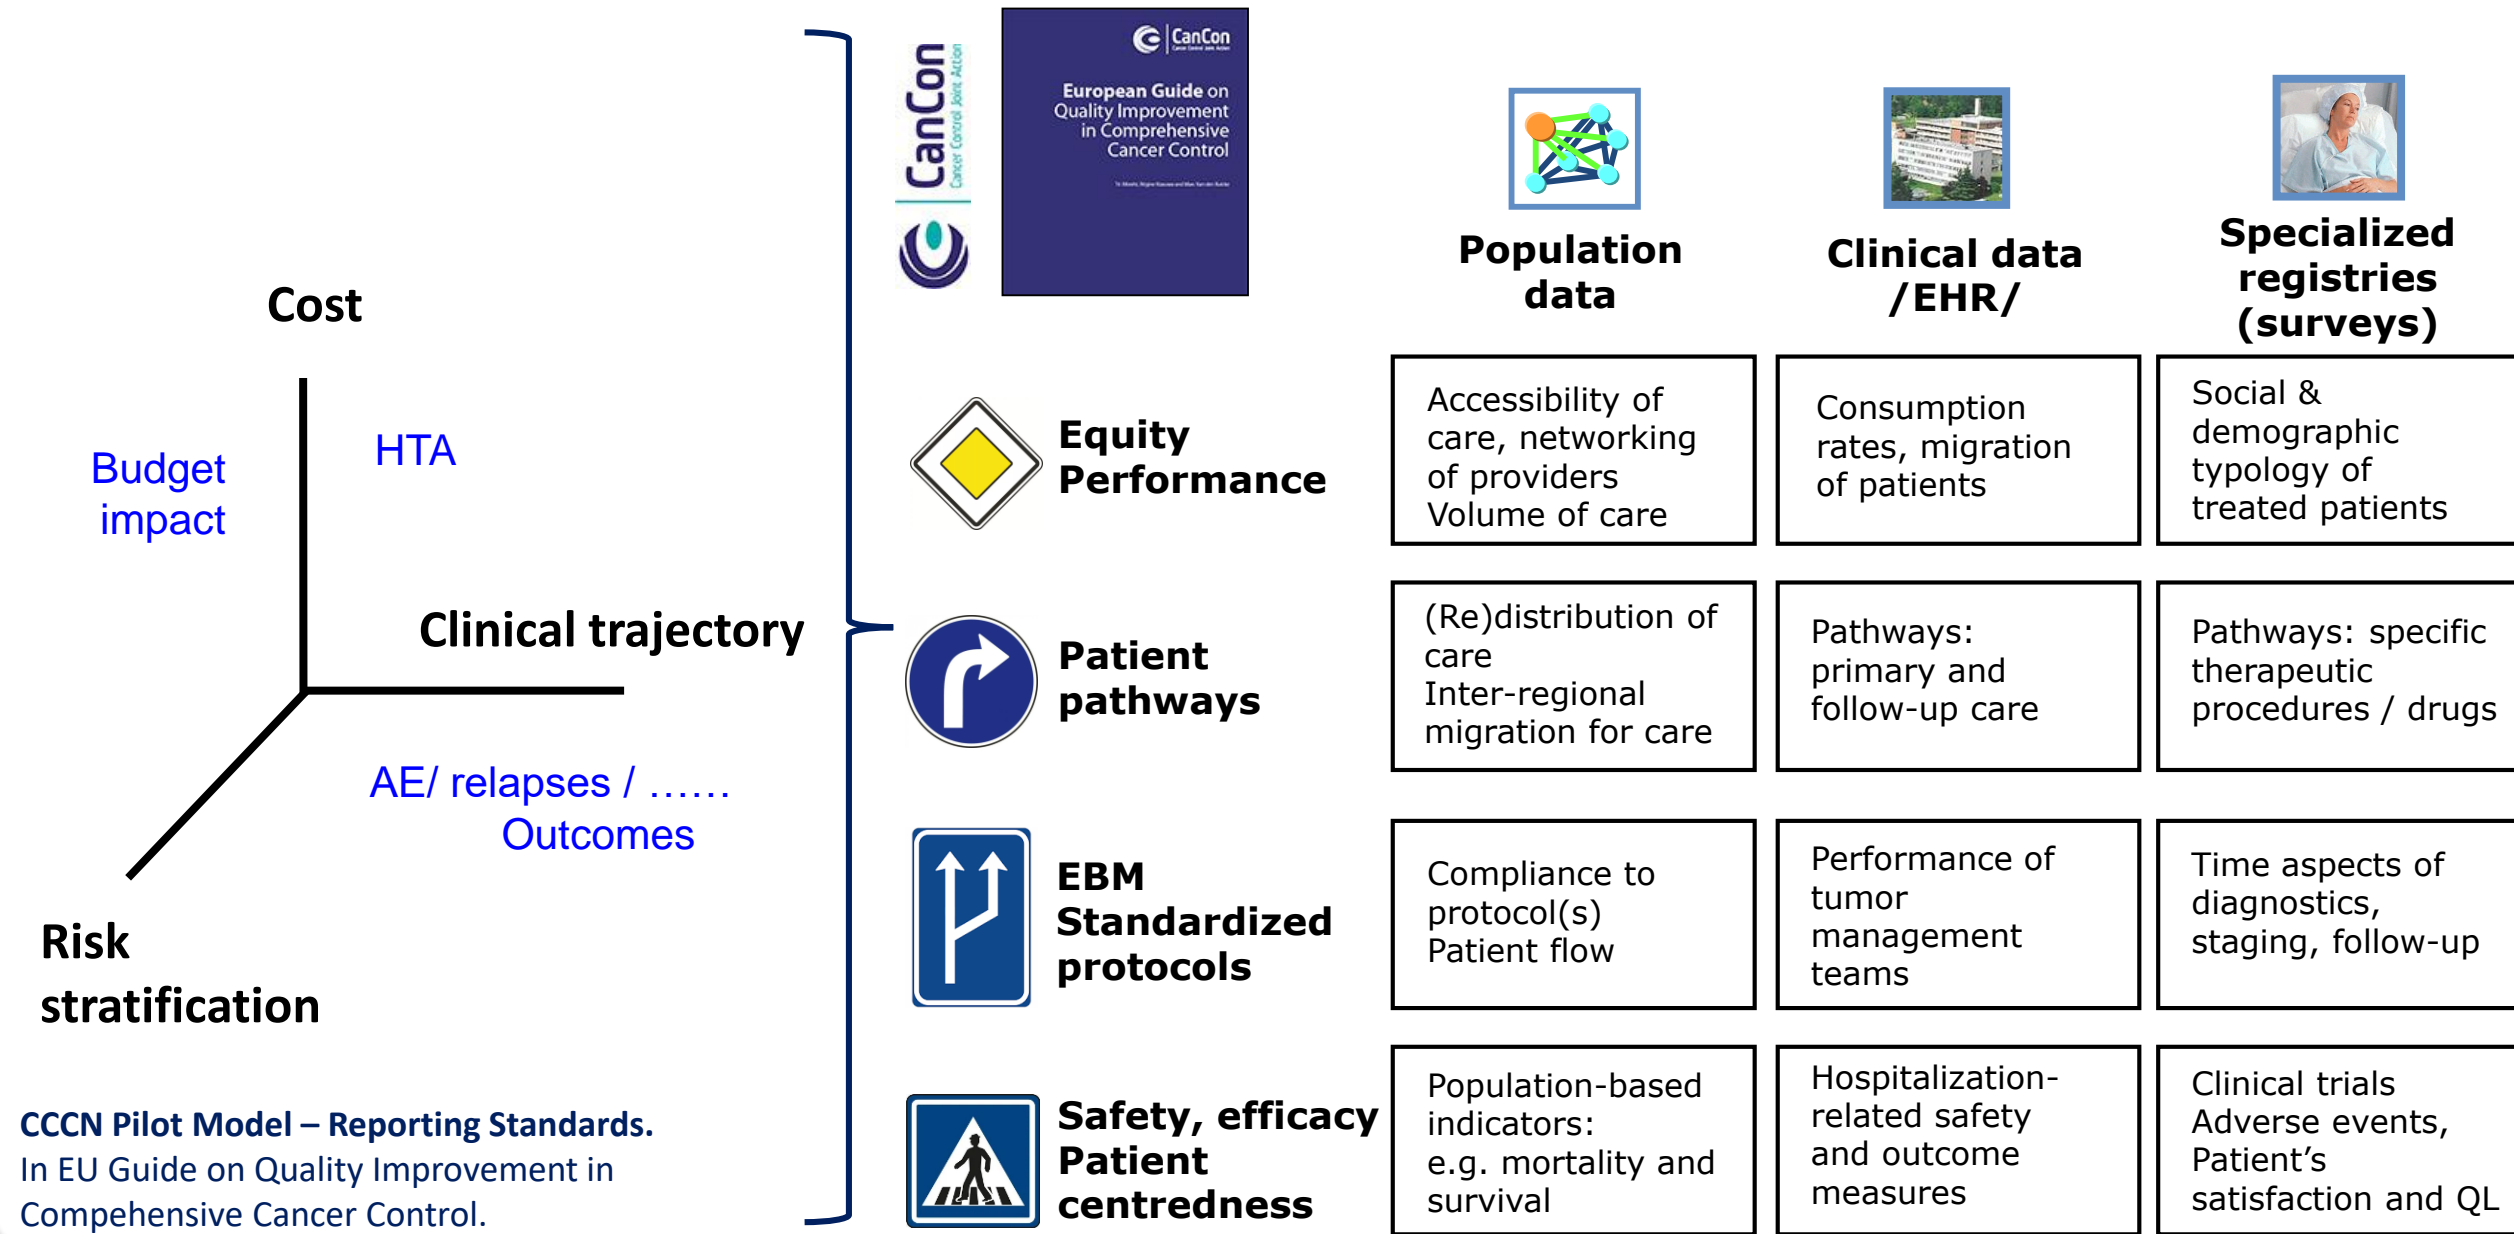 Cost
Budget
impact
HTA
Clinical trajectory
AE/ relapses / ......
Outcomes
Risk
stratification
CCCN Pilot Model – Reporting Standards.
In EU Guide on Quality Improvement in
Compehensive Cancer Control.
CanCon
Cancer Control Joint Action
CanCon
Cancer Control Joint Action
European Guide on
Quality Improvement
in Comprehensive
Cancer Control
Population
data
Clinical data
/EHR/
Specialized
registries
(surveys)
Equity
Performance
Accessibility of
care, networking
of providers
Volume of care
Consumption
rates, migration
of patients
Social &
demographic
typology of
treated patients
Patient
pathways
(Re)distribution of
care
Inter-regional
migration for care
Pathways:
primary and
follow-up care
Pathways: specific
therapeutic
procedures / drugs
EBM
Standardized
protocols
Compliance to
protocol(s)
Patient flow
Performance of
tumor
management
teams
Time aspects of
diagnostics,
staging, follow-up
Safety, efficacy
Patient
centredness
Population-based
indicators:
e.g. mortality and
survival
Hospitalization-
related safety
and outcome
measures
Clinical trials
Adverse events,
Patient’s
satisfaction and QL